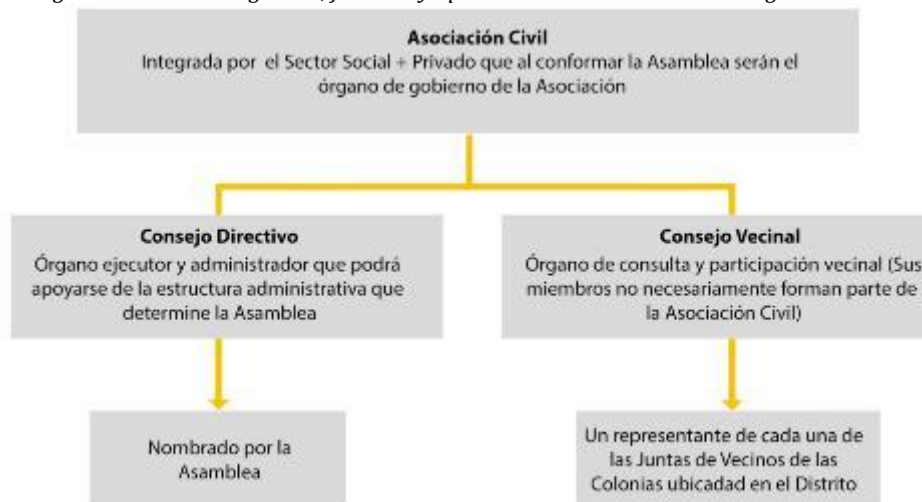 Asociación Civil
Integrada por el Sector Social + Privado que al conformar la Asamblea serán el
órgano de gobierno de la Asociación
Consejo Directivo
Órgano ejecutor y administrador que podrá
apoyarse de la estructura administrativa que
determine la Asamblea
Consejo Vecinal
Órgano de consulta y participación vecinal (Sus
miembros no necesariamente forman parte de
la Asociación Civil)
Nombrado por la
Asamblea
Un representante de cada una de
las Juntas de Vecinos de las
Colonias ubicadad en el Distrito